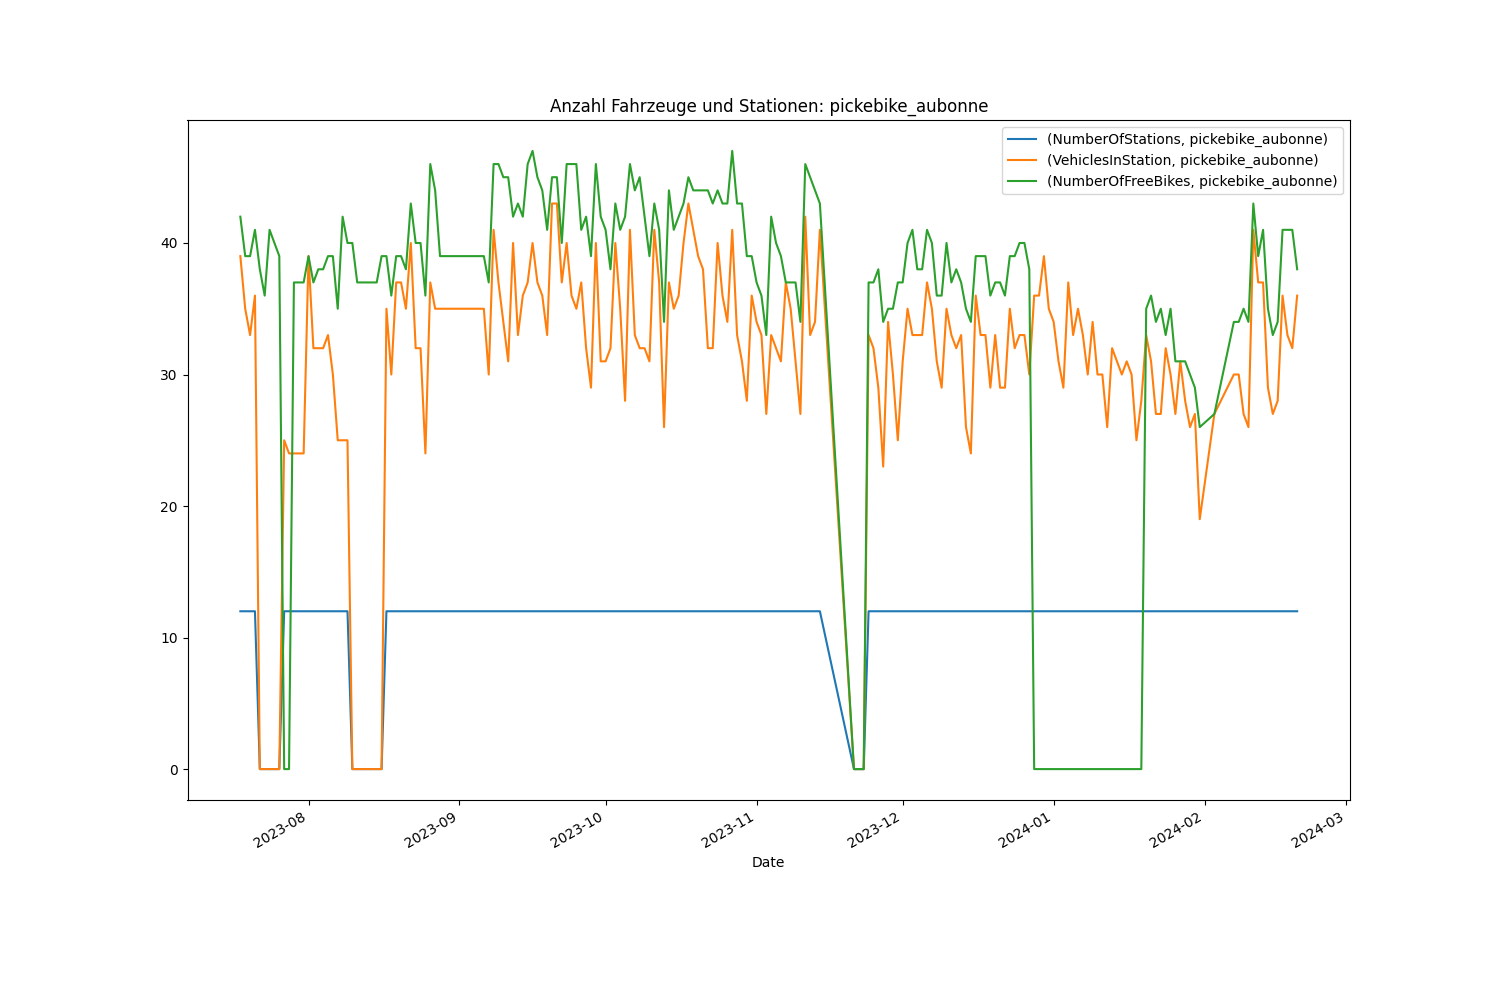 Anzahl Fahrzeuge und Stationen: pickebike_aubonne
(NumberOfStations, pickebike_aubonne)
(VehiclesInStation, pickebike_aubonne)
(NumberOfFreeBikes, pickebike_aubonne)
40
30
20
10
0
2023-08
2023-09
2023-10
2023-11
2023-12
2024-01
2024-02
2024-03
Date